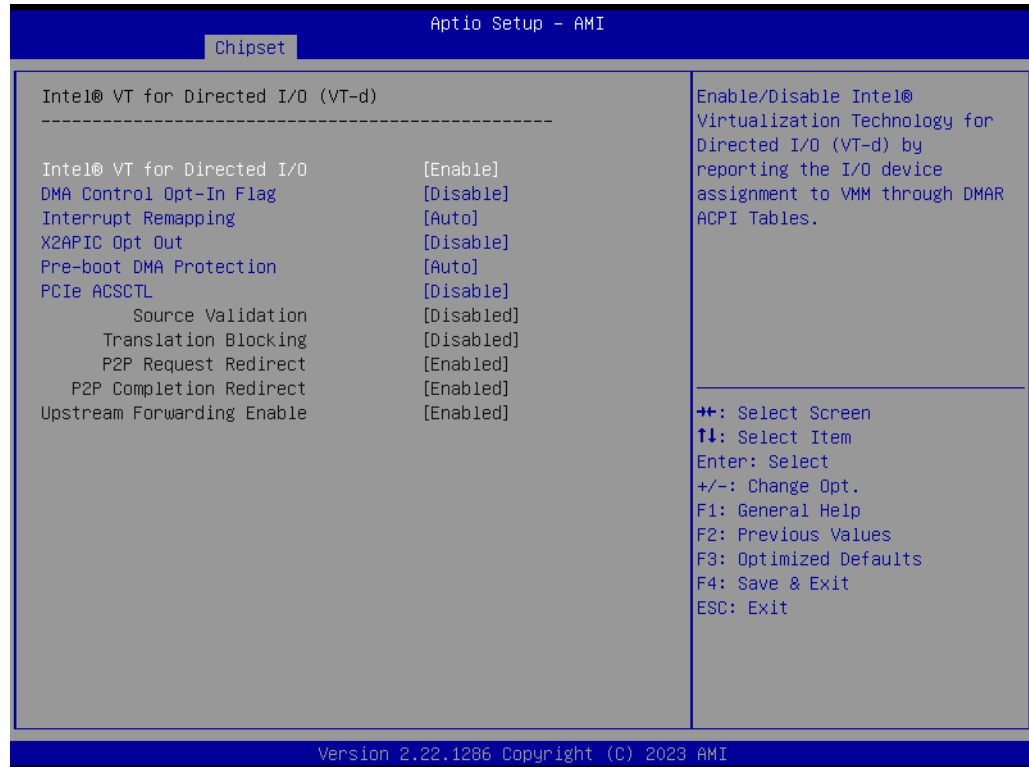 Aptio Setup – AMI
Chipset
Intel® VT for Directed I/O (VT-d)
--------------------------------------------------
Intel® VT for Directed I/O [Enable]
DMA Control Opt-In Flag [Disable]
Interrupt Remapping [Auto]
X2APIC Opt Out [Disable]
Pre-boot DMA Protection [Auto]
PCIe ACSCTL [Disable]
Source Validation [Disabled]
Translation Blocking [Disabled]
P2P Request Redirect [Enabled]
P2P Completion Redirect [Enabled]
Upstream Forwarding Enable [Enabled]
Enable/Disable Intel®
Virtualization Technology for
Directed I/O (VT-d) by
reporting the I/O device
assignment to VMM through DMAR
ACPI Tables.
→←: Select Screen
↑↓: Select Item
Enter: Select
+/-: Change Opt.
F1: General Help
F2: Previous Values
F3: Optimized Defaults
F4: Save & Exit
ESC: Exit
Version 2.22.1286 Copyright (C) 2023 AMI